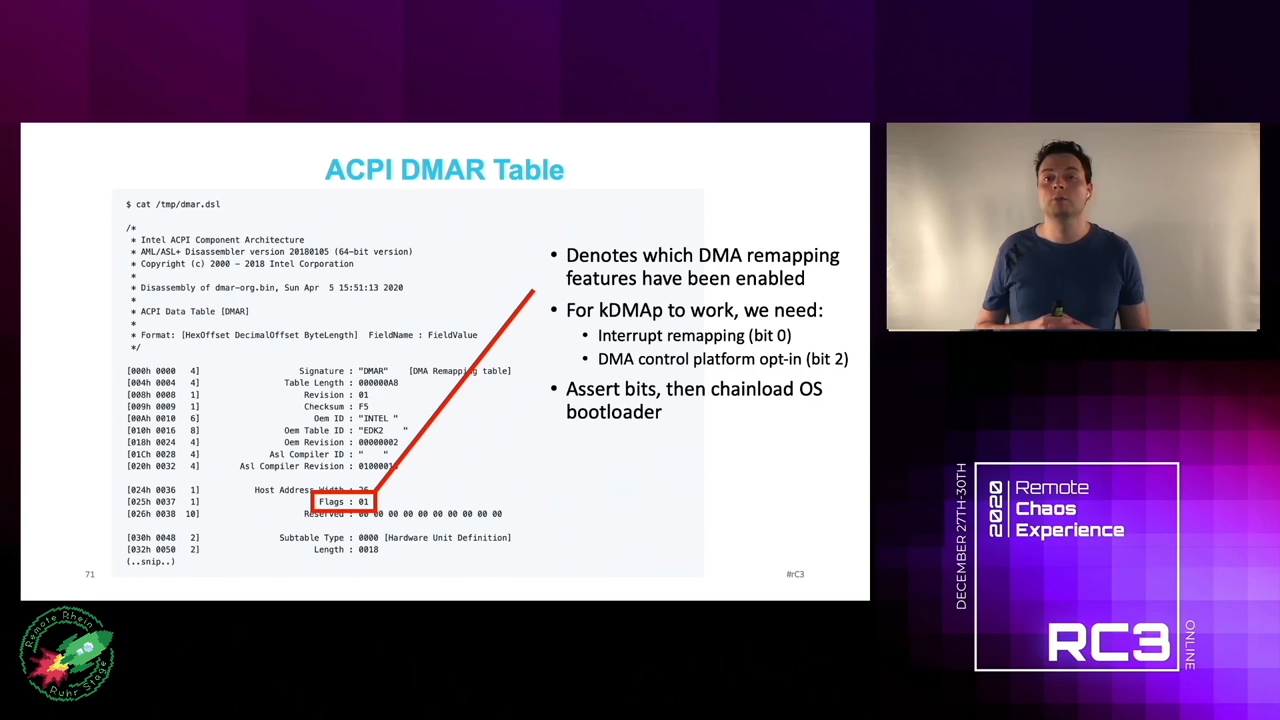 ACPI DMAR Table
$ cat /tmp/dmar.dsl
/*
* Intel ACPI Component Architecture
* AML/ASL+ Disassembler version 20180105 (64-bit version)
* Copyright (c) 2000 - 2018 Intel Corporation
*
* Disassembly of dmar-org.bin, Sun Apr 5 15:51:13 2020
*
* ACPI Data Table [DMAR]
*
* Format: [HexOffset DecimalOffset ByteLength] FieldName : FieldValue
*/
[000h 0000 4] Signature : "DMAR" [DMA Remapping table]
[004h 0004 4] Table Length : 000000A8
[008h 0008 1] Revision : 01
[009h 0009 1] Checksum : F5
[00Ah 0010 6] Oem ID : "INTEL "
[010h 0016 8] Oem Table ID : "EDK2 "
[018h 0024 4] Oem Revision : 00000002
[01Ch 0028 4] Asl Compiler ID : " "
[020h 0032 4] Asl Compiler Revision :
[024h 0036 1] Host Address Width : 26
[025h 0037 1] Flags : 01
[026h 0038 10] Reserved : 00 00 00 00 00 00 00 00 00 00
[030h 0048 2] Subtable Type : 0000 [Hardware Unit Definition]
[032h 0050 2] Length : 0018
(..snip..)
• Denotes which DMA remapping
features have been enabled
• For kDMAp to work, we need:
• Interrupt remapping (bit 0)
• DMA control platform opt-in (bit 2)
• Assert bits, then chainload OS
bootloader
71
#rC3
DECEMBER 27TH-30TH
2020
Remote
Chaos
Experience
RC3
ONLINE
Remote Rhein
Ruhr Stage